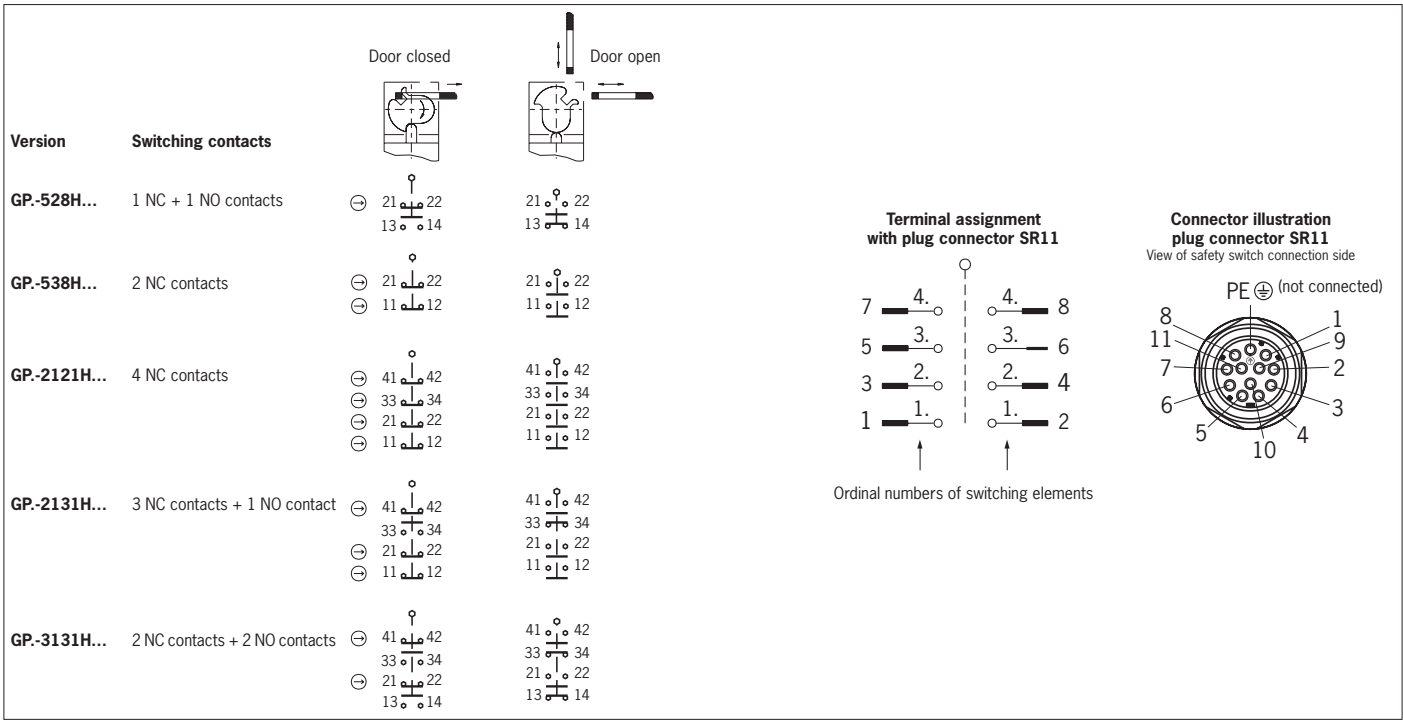 Door closed
Door open
Version Switching contacts
GP.-528H... 1 NC + 1 NO contacts
21 22
13 14
21 22
13 14
GP.-538H... 2 NC contacts
21 22
11 12
21 22
11 12
GP.-2121H... 4 NC contacts
41 42
33 34
21 22
11 12
41 42
33 34
21 22
11 12
GP.-2131H... 3 NC contacts + 1 NO contact
41 42
33 34
21 22
11 12
41 42
33 34
21 22
11 12
GP.-3131H... 2 NC contacts + 2 NO contacts
41 42
33 34
21 22
13 14
41 42
33 34
21 22
13 14
Terminal assignment
with plug connector SR11
7 4. 4. 8
5 3. 3. 6
3 2. 2. 4
1 1. 1. 2
Ordinal numbers of switching elements
Connector illustration
plug connector SR11
View of safety switch connection side
PE (not connected)
8 1
11 9
7 2
6 3
5 4
10